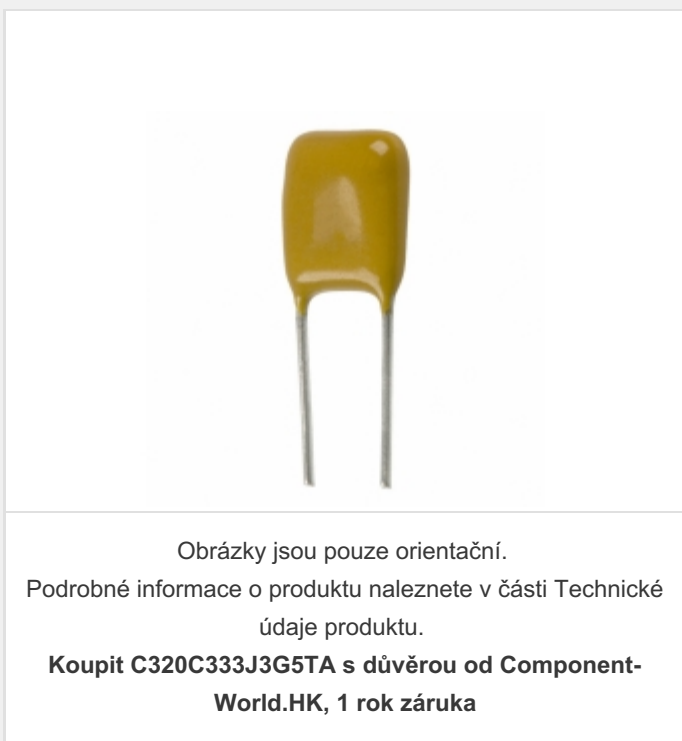 Obrázky jsou pouze orientační.
Podrobné informace o produktu naleznete v části Technické
údaje produktu.
Koupit C320C333J3G5TA s důvěrou od Component-
World.HK, 1 rok záruka